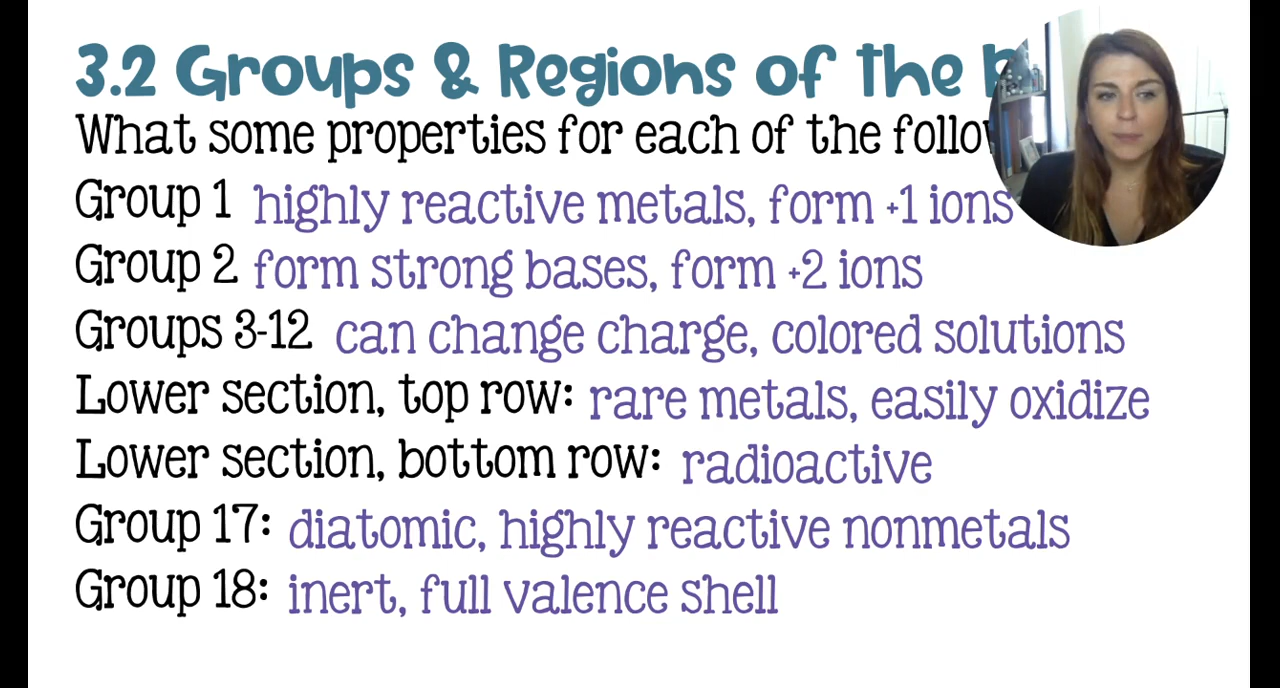 3.2 Groups & Regions of the
What some properties for each of the
Group 1 highly reactive metals, form +1 ions
Group 2 form strong bases, form +2 ions
Groups 3-12 can change charge, colored solutions
Lower section, top row: rare metals, easily oxidize
Lower section, bottom row: radioactive
Group 17: diatomic, highly reactive nonmetals
Group 18: inert, full valence shell